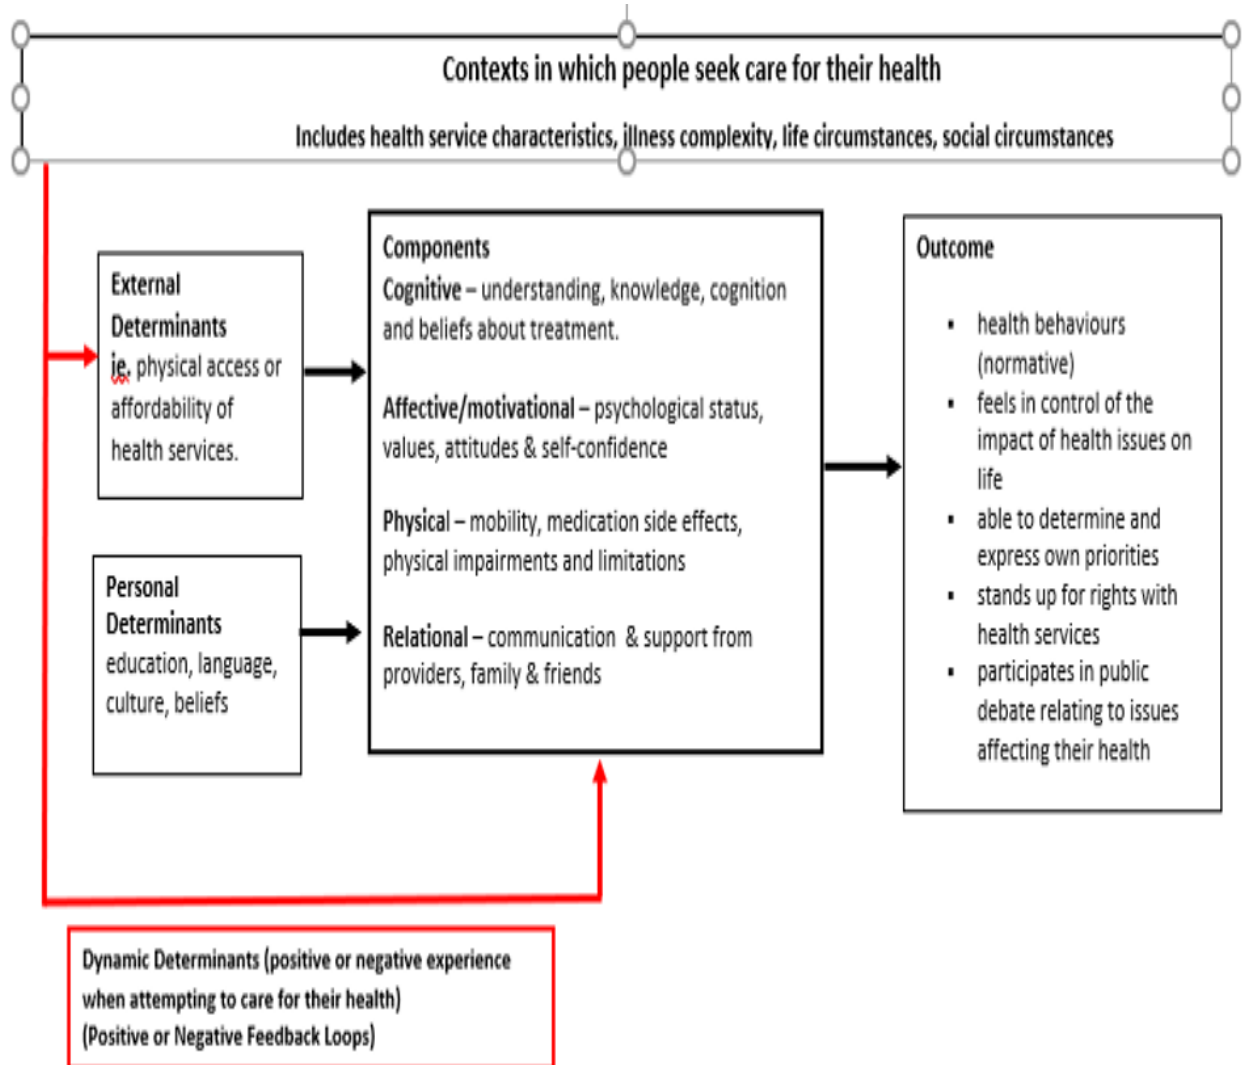 Contexts in which people seek care for their health
Includes health service characteristics, illness complexity, life circumstances, social circumstances
External
Determinants
ie. physical access or
affordability of
health services.
Personal
Determinants
education, language,
culture, beliefs
Components
Cognitive – understanding, knowledge, cognition
and beliefs about treatment.
Affective/motivational – psychological status,
values, attitudes & self-confidence
Physical – mobility, medication side effects,
physical impairments and limitations
Relational – communication & support from
providers, family & friends
Outcome
▪ health behaviours
(normative)
▪ feels in control of the
impact of health issues on
life
▪ able to determine and
express own priorities
▪ stands up for rights with
health services
▪ participates in public
debate relating to issues
affecting their health
Dynamic Determinants (positive or negative experience
when attempting to care for their health)
(Positive or Negative Feedback Loops)